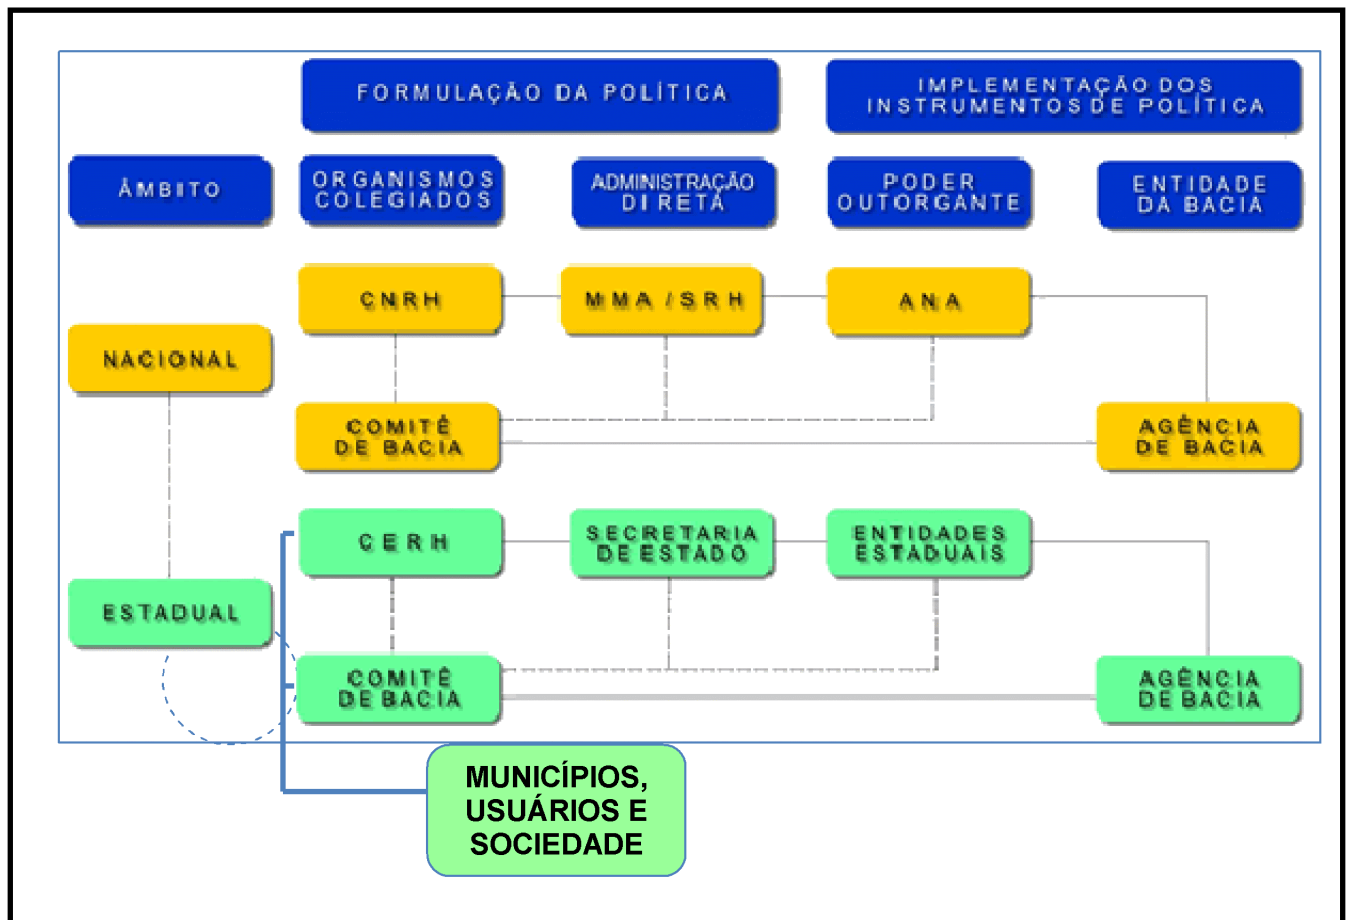 FORMULAÇÃO DA POLÍTICA
IMPLEMENTAÇÃO DOS
INSTRUMENTOS DE POLÍTICA
ÂMBITO
ORGANISMOS
COLEGIADOS
ADMINISTRAÇÃO
DIRETA
PODER
OUTORGANTE
ENTIDADE
DA BACIA
NACIONAL
CNRH
MMA / SRH
ANA
COMITÊ
DE BACIA
AGÊNCIA
DE BACIA
ESTADUAL
CERH
SECRETARIA
DE ESTADO
ENTIDADES
ESTADUAIS
COMITÊ
DE BACIA
AGÊNCIA
DE BACIA
MUNICÍPIOS,
USUÁRIOS E
SOCIEDADE